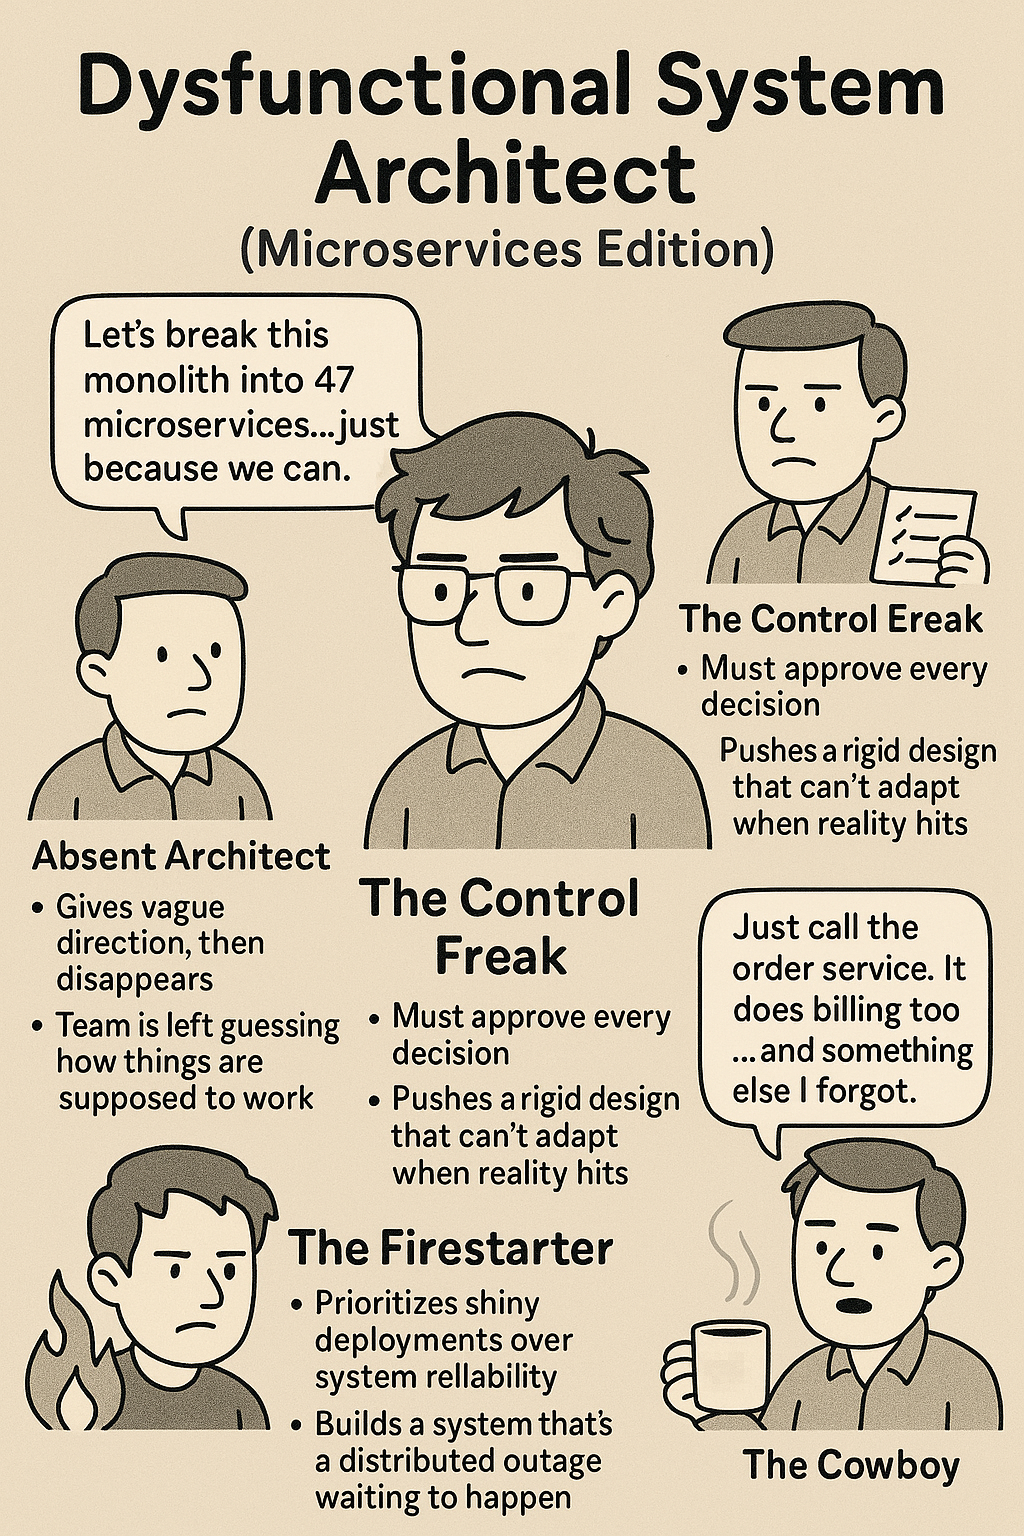 Dysfunctional System
Architect
(Microservices Edition)
Let's break this
monolith into 47
microservices...just
because we can.
The Control Ereak
• Must approve every
decision
Pushes a rigid design
that can't adapt
when reality hits
Absent Architect
• Gives vague
direction, then
disappears
• Team is left guessing
how things are
supposed to work
The Control
Freak
• Must approve every
decision
• Pushes a rigid design
that can't adapt
when reality hits
Just call the
order service. It
does billing too
...and something
else I forgot.
The Firestarter
• Prioritizes shiny
deployments over
system rellability
• Builds a system that's
a distributed outage
waiting to happen
The Cowboy